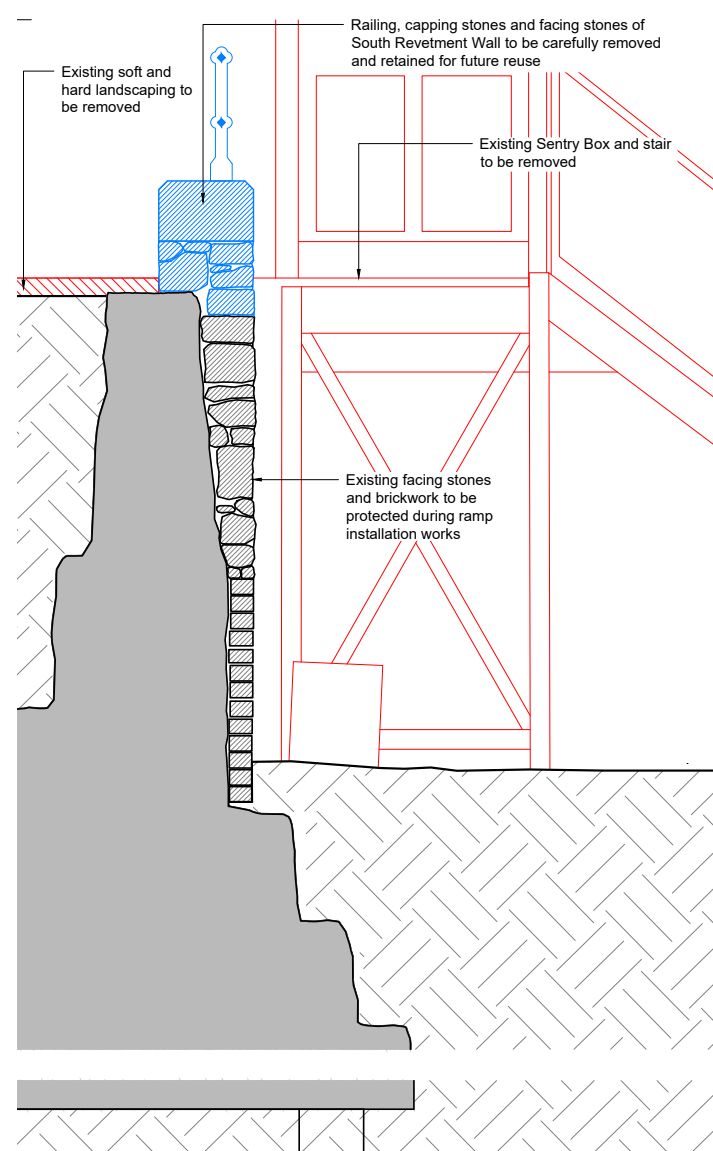 Railing, capping stones and facing stones of
South Revetment Wall to be carefully removed
and retained for future reuse
Existing soft and
hard landscaping to
be removed
Existing Sentry Box and stair
to be removed
Existing facing stones
and brickwork to be
protected during ramp
installation works